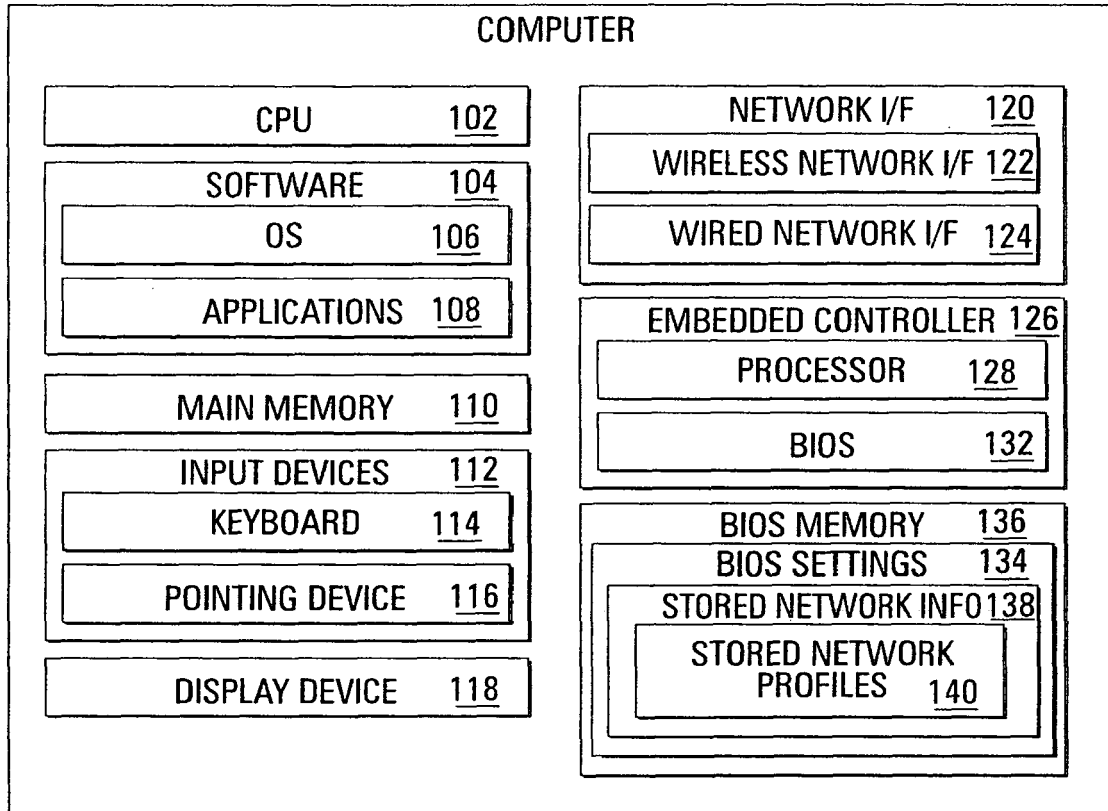 COMPUTER
CPU 102
SOFTWARE 104
OS 106
APPLICATIONS 108
MAIN MEMORY 110
INPUT DEVICES 112
KEYBOARD 114
POINTING DEVICE 116
DISPLAY DEVICE 118
NETWORK I/F 120
WIRELESS NETWORK I/F 122
WIRED NETWORK I/F 124
EMBEDDED CONTROLLER 126
PROCESSOR 128
BIOS 132
BIOS MEMORY 136
BIOS SETTINGS 134
STORED NETWORK INFO 138
STORED NETWORK
PROFILES 140